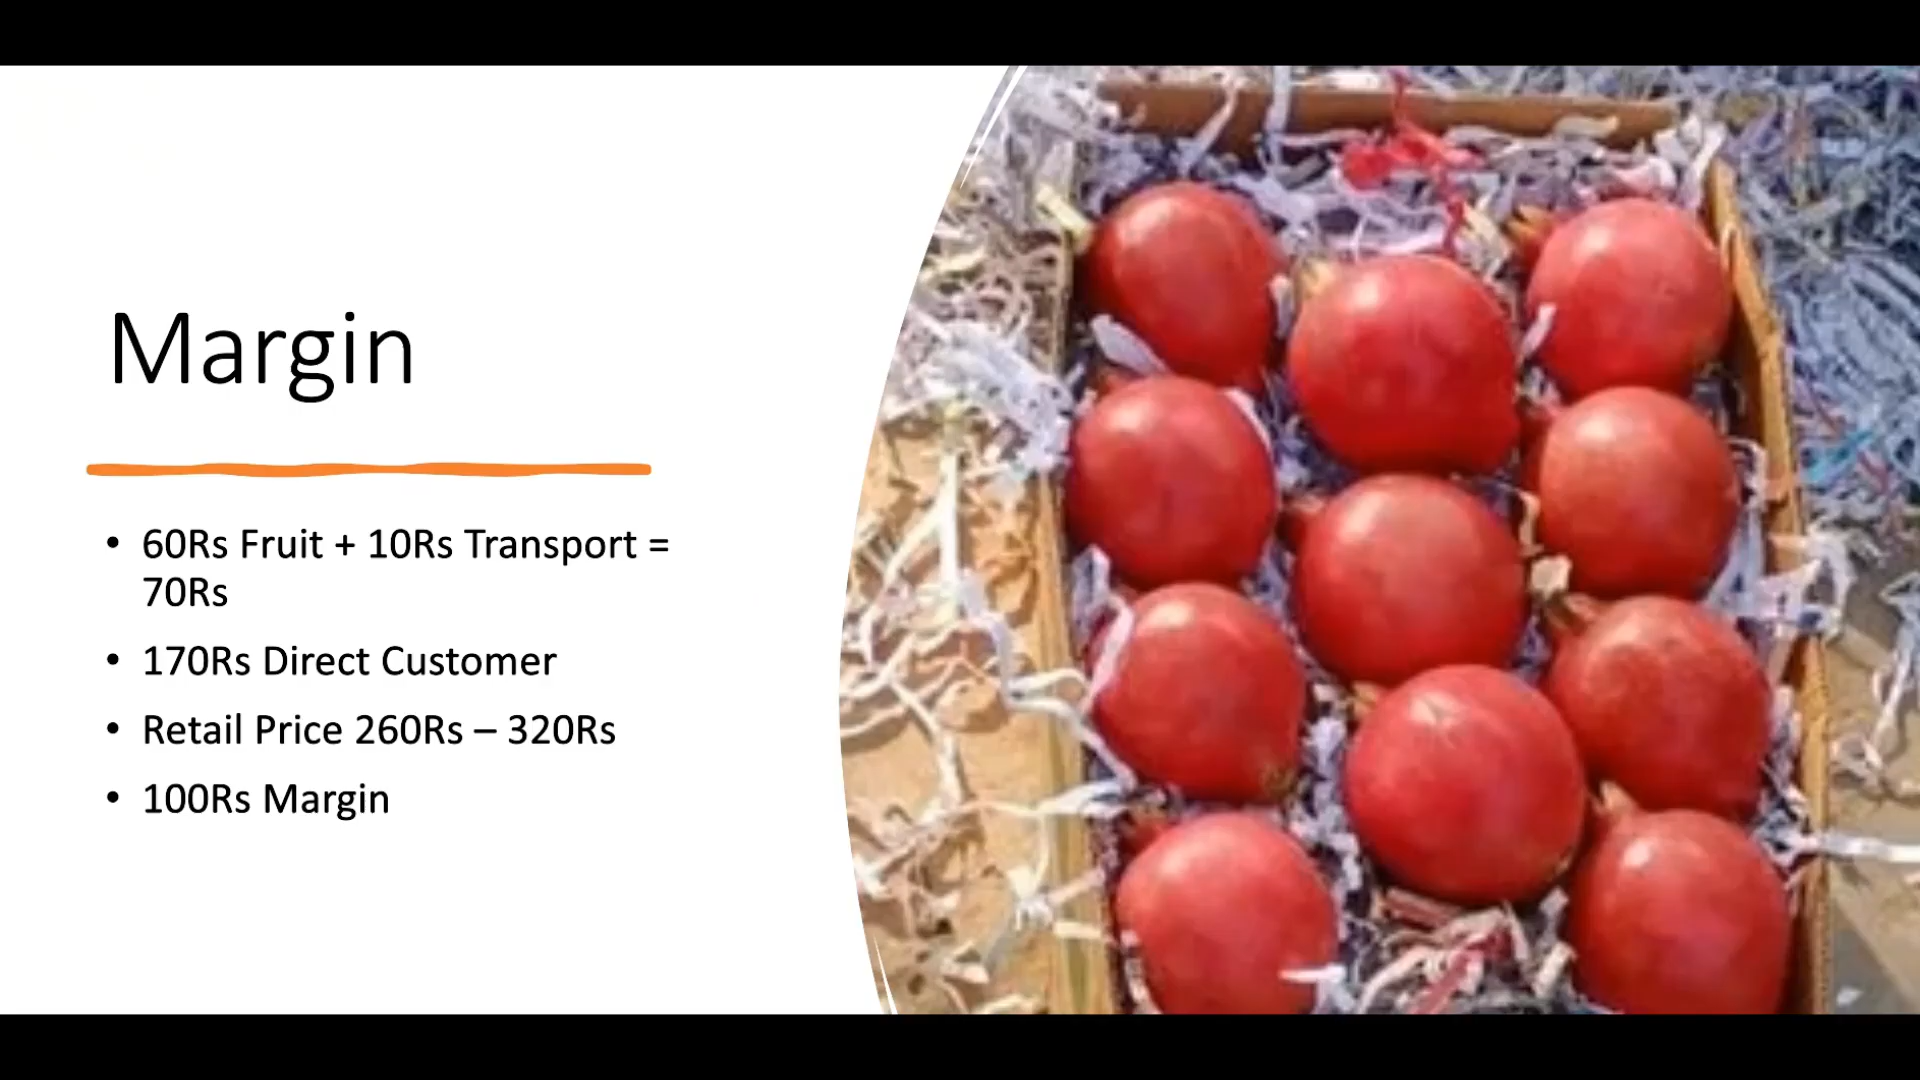 Margin
• 60Rs Fruit + 10Rs Transport =
70Rs
• 170Rs Direct Customer
• Retail Price 260Rs – 320Rs
• 100Rs Margin